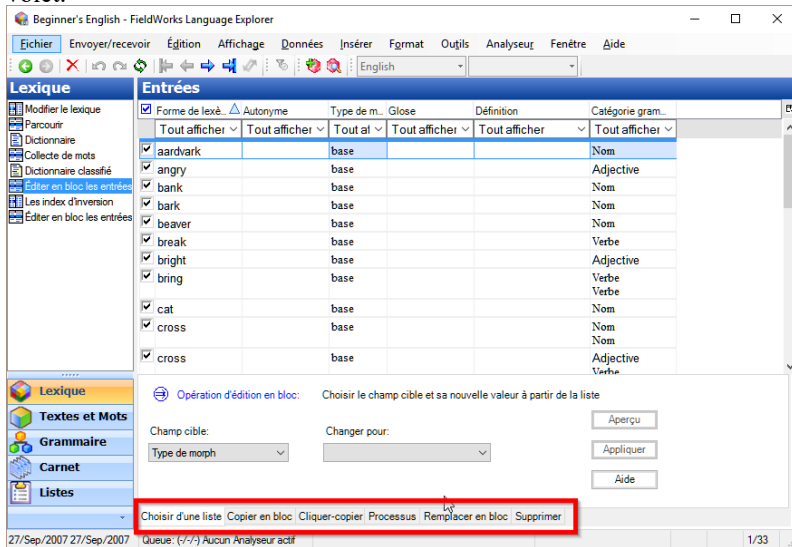 volet.
Beginner's English - FieldWorks Language Explorer
Fichier Envoyer/recevoir Édition Affichage Données Insérer Format Outils Analyseur Fenêtre Aide
English
Lexique
Modifier le lexique
Parcourir
Dictionnaire
Collecte de mots
Dictionnaire classifié
Éditer en bloc les entrées
Les index d'inversion
Éditer en bloc les entrées
Entrées
Forme de lexè... Autonyme Type de m... Glose Définition Catégorie gram...
Tout afficher Tout afficher Tout af Tout afficher Tout afficher Tout afficher
aardvark base Nom
angry base Adjective
bank base Nom
bark base Nom
beaver base Nom
break base Verbe
bright base Adjective
bring base Verbe
Verbe
cat base Nom
cross base Nom
Nom
cross base Adjective
Verbe
Lexique
Textes et Mots
Grammaire
Carnet
Listes
Opération d'édition en bloc: Choisir le champ cible et sa nouvelle valeur à partir de la liste
Champ cible: Changer pour:
Type de morph
Aperçu
Appliquer
Aide
Choisir d'une liste Copier en bloc Cliquer-copier Processus Remplacer en bloc Supprimer
27/Sep/2007 27/Sep/2007 Queue: (-/-/-) Aucun Analyseur actif 1/33